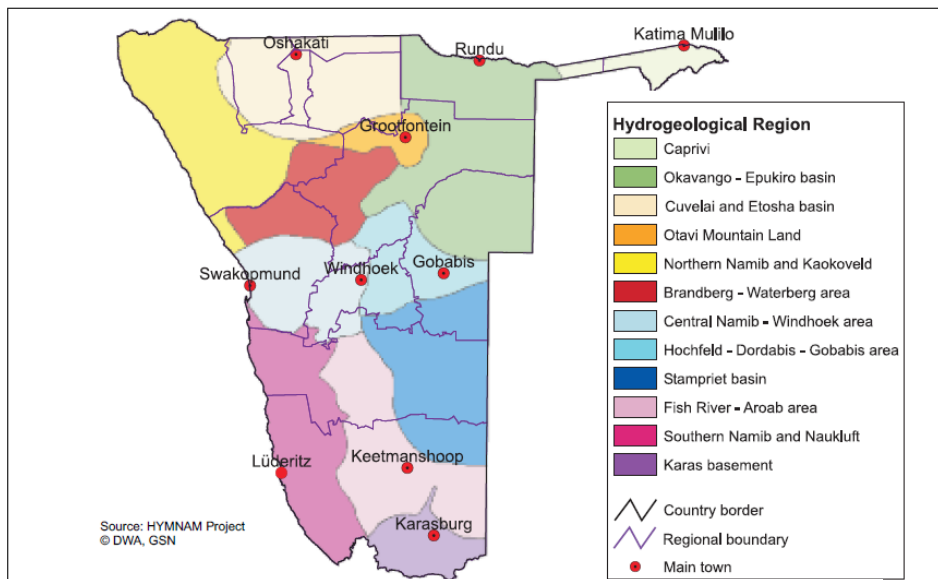 Oshakati
Rundu
Katima Mulilo
Grootfontein
Swakopmund
Windhoek
Gobabis
Lüderitz
Keetmanshoop
Karasburg
Source: HYMNAM Project
© DWA, GSN
Hydrogeological Region
Caprivi
Okavango - Epukiro basin
Cuvelai and Etosha basin
Otavi Mountain Land
Northern Namib and Kaokoveld
Brandberg - Waterberg area
Central Namib - Windhoek area
Hochfeld - Dordabis - Gobabis area
Stampriet basin
Fish River - Aroab area
Southern Namib and Naukluft
Karas basement
Country border
Regional boundary
Main town